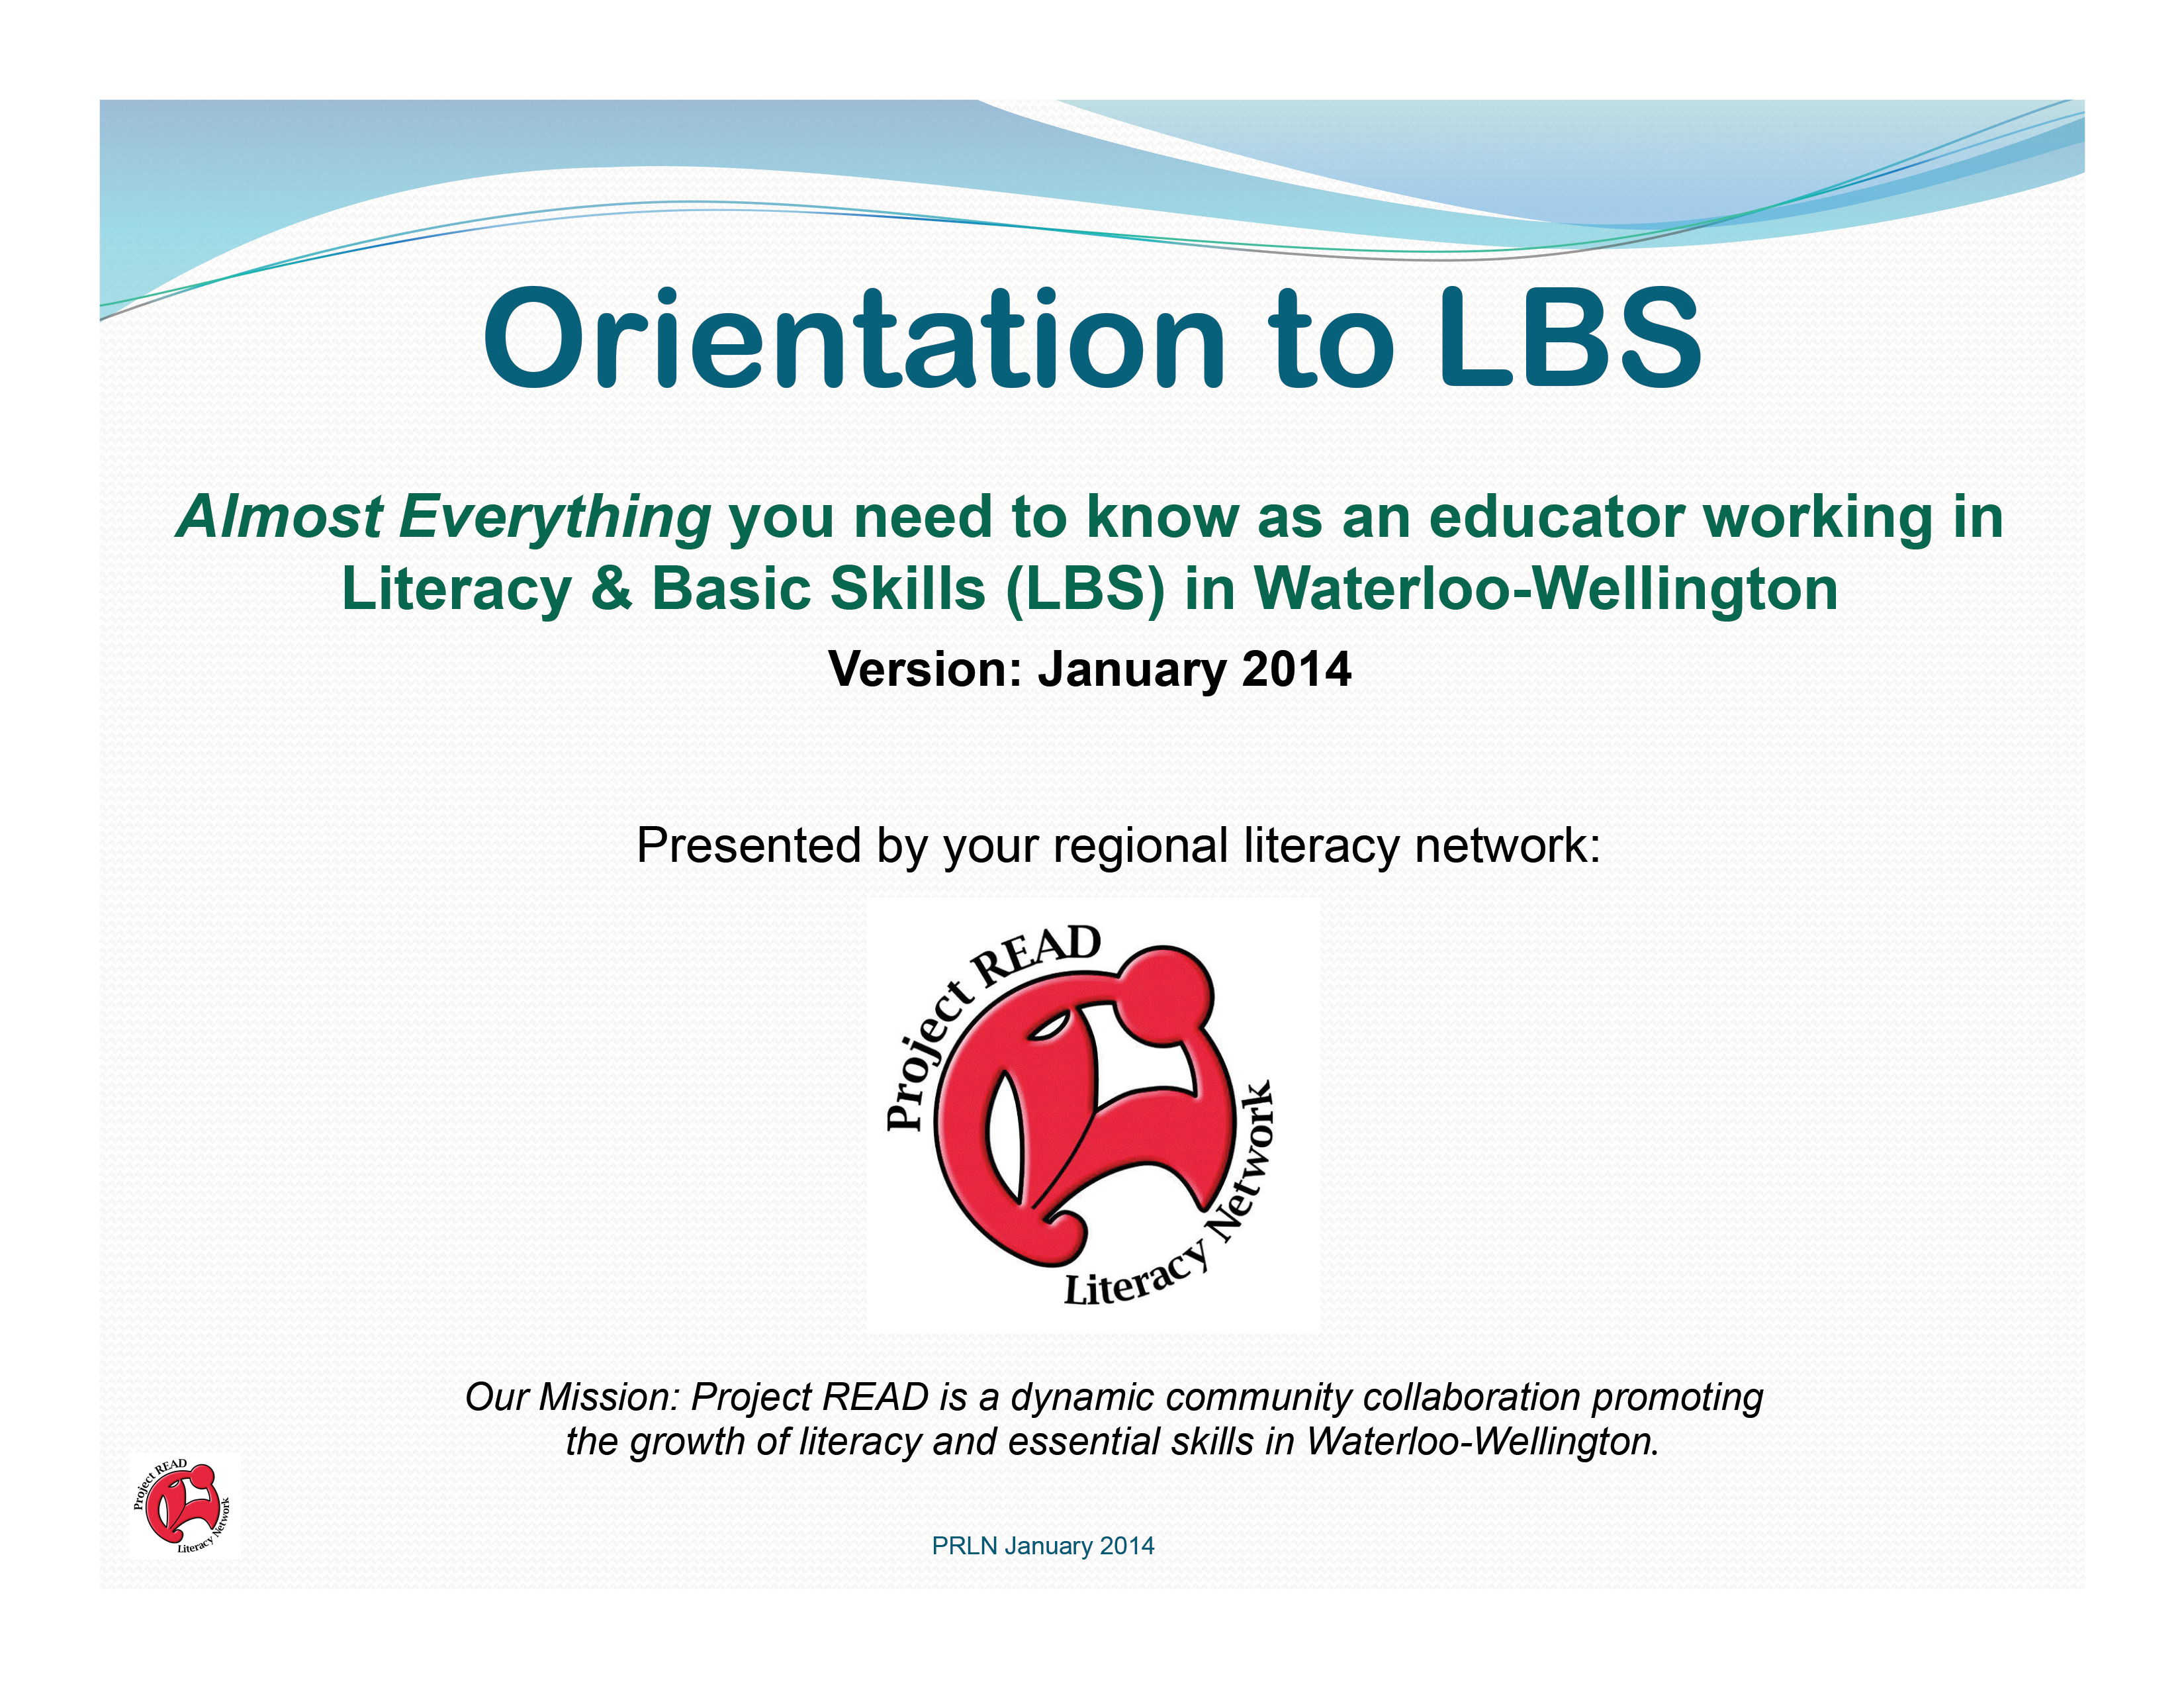 Orientation to LBS
Almost Everything you need to know as an educator working in
Literacy & Basic Skills (LBS) in Waterloo-Wellington
Version: January 2014
Presented by your regional literacy network:
Project READ
Literacy Network
Our Mission: Project READ is a dynamic community collaboration promoting
the growth of literacy and essential skills in Waterloo-Wellington.
Project READ
Literacy Network
PRLN January 2014